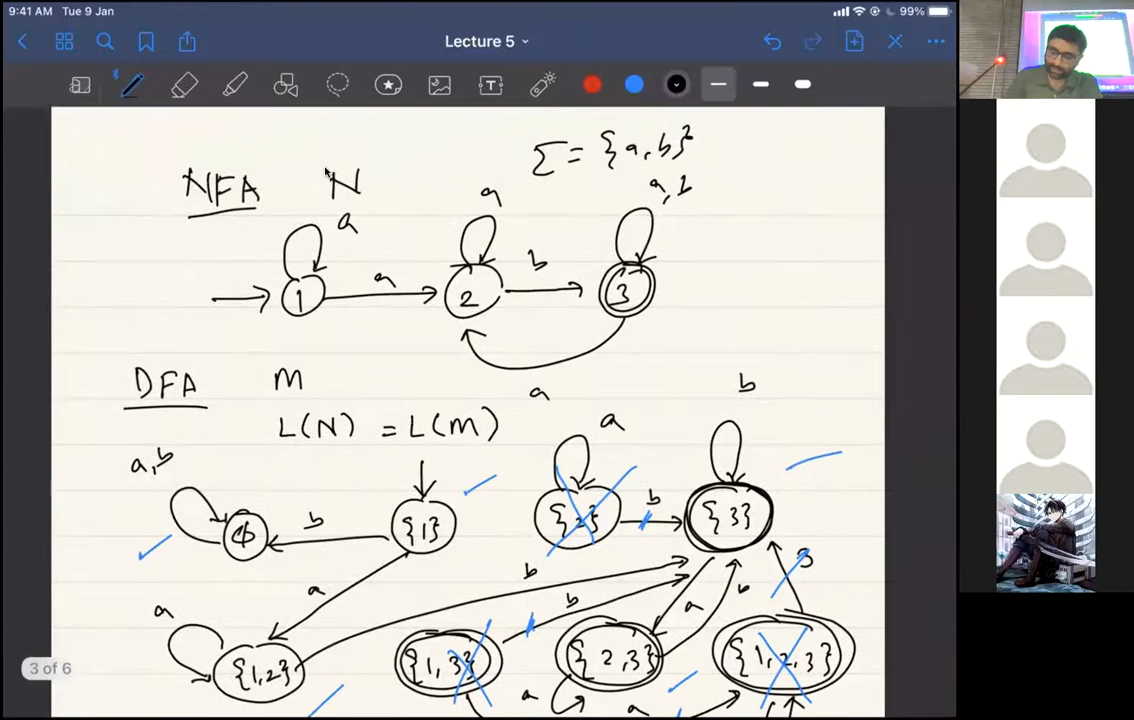 9:41 AM Tue 9 Jan
99%
Lecture 5
T
Σ = {a, b}
NFA N
a
a
a, b
a
b
1
2
3
a
DFA M
L(N) = L(M)
b
a
a, b
b
{2}
b
{3}
ϕ
{1}
a
b
b
a
b
a
{1,2}
{1,3}
{2,3}
{1,2,3}
a
a
3 of 6